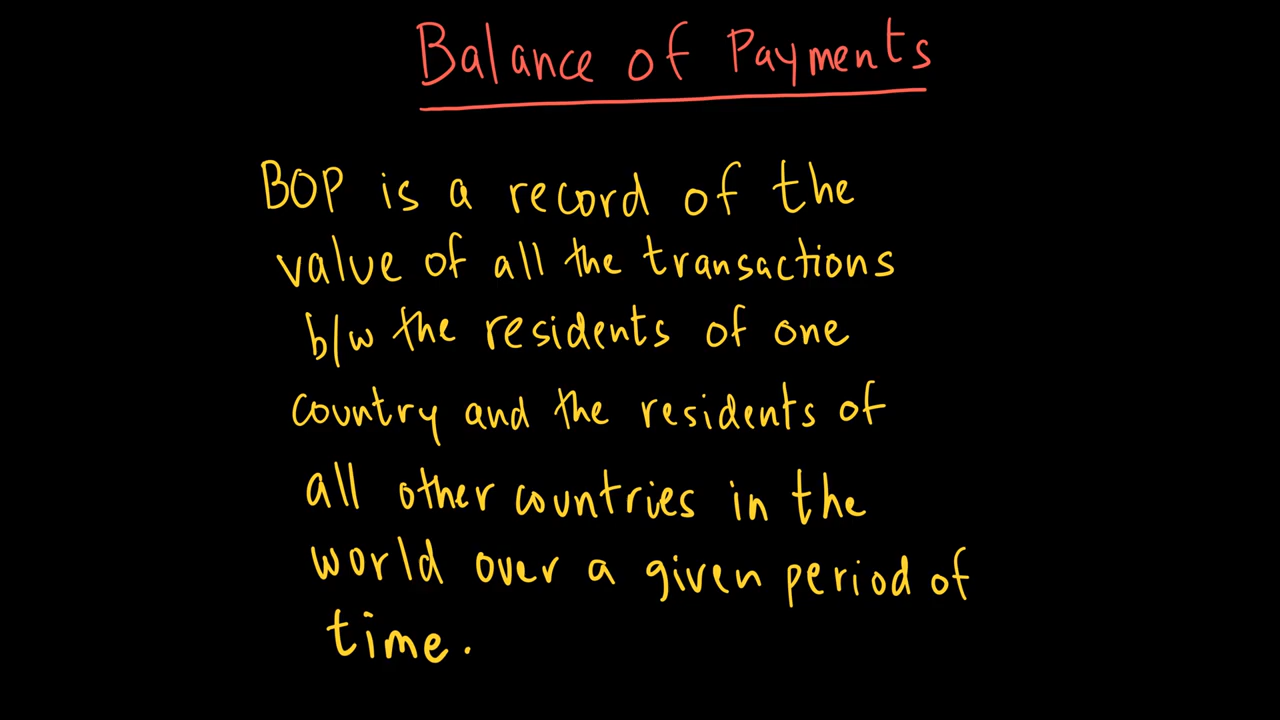 Balance of Payments
BOP is a record of the
value of all the transactions
b/w the residents of one
country and the residents of
all other countries in the
world over a given period of
time.